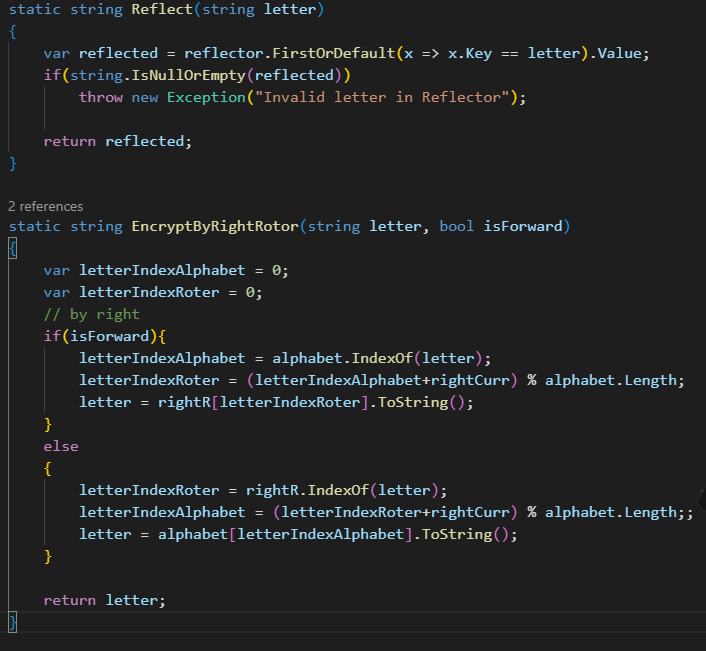 static string Reflect(string letter)
{
var reflected = reflector.FirstOrDefault(x => x.Key == letter).Value;
if(string.IsNullOrEmpty(reflected))
throw new Exception("Invalid letter in Reflector");
return reflected;
}
2 references
static string EncryptByRightRotor(string letter, bool isForward)
{
var letterIndexAlphabet = 0;
var letterIndexRoter = 0;
// by right
if(isForward){
letterIndexAlphabet = alphabet.IndexOf(letter);
letterIndexRoter = (letterIndexAlphabet+rightCurr) % alphabet.Length;
letter = rightR[letterIndexRoter].ToString();
}
else
{
letterIndexRoter = rightR.IndexOf(letter);
letterIndexAlphabet = (letterIndexRoter+rightCurr) % alphabet.Length;;
letter = alphabet[letterIndexAlphabet].ToString();
}
return letter;
}